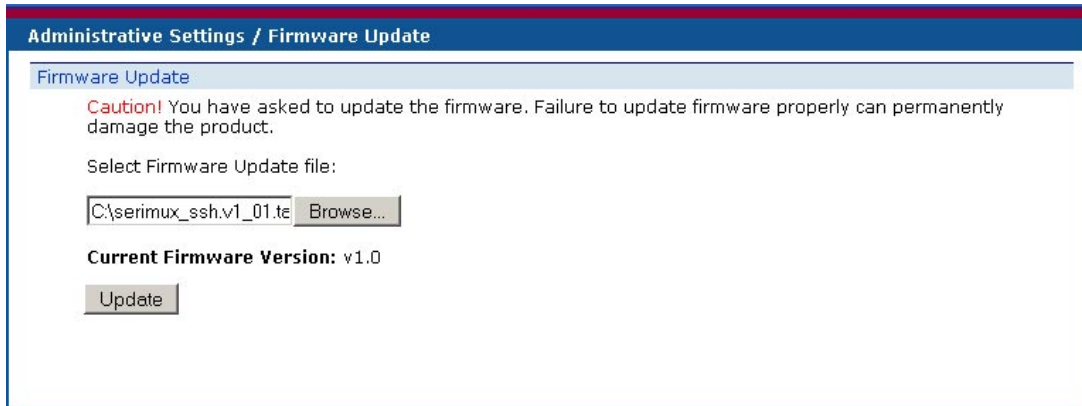 Administrative Settings / Firmware Update
Firmware Update
Caution! You have asked to update the firmware. Failure to update firmware properly can permanently
damage the product.
Select Firmware Update file:
C:\serimux_ssh.v1_01.ta Browse...
Current Firmware Version: v1.0
Update